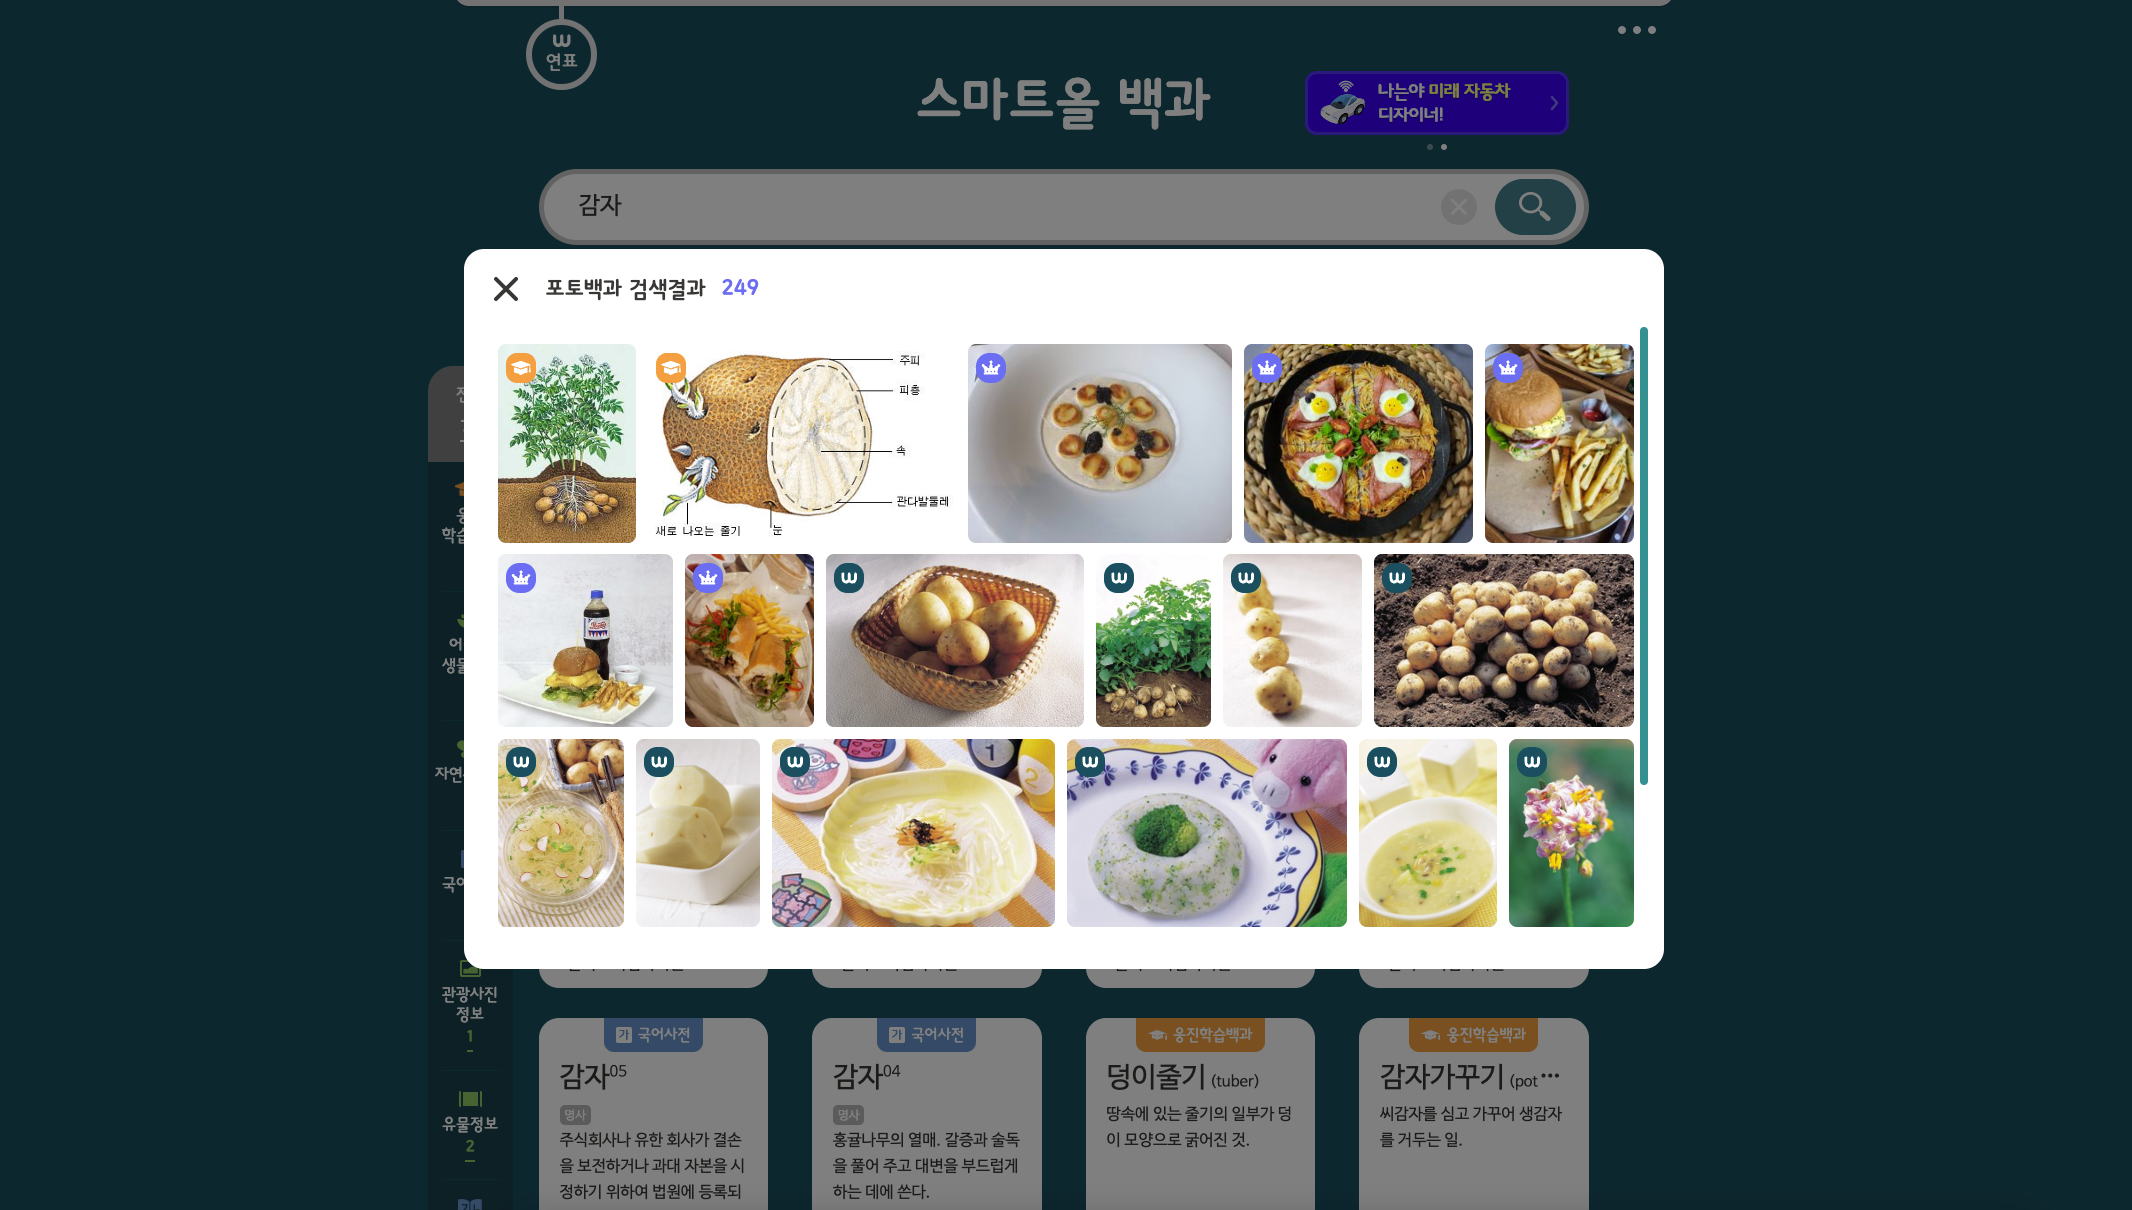 연표
스마트올 백과
나는야 미래 자동차
디자이너!
감자
포토백과 검색결과 249
주피
피층
속
관다발둘레
새로 나오는 줄기
눈
관광사진
정보
1
유물정보
2
국어사전
감자05
명사
주식회사나 유한 회사가 결손
을 보전하거나 과대 자본을 시
정하기 위하여 법원에 등록되
국어사전
감자04
명사
홍귤나무의 열매. 갈증과 술독
을 풀어 주고 대변을 부드럽게
하는 데에 쓴다.
웅진학습백과
덩이줄기 (tuber)
땅속에 있는 줄기의 일부가 덩
이 모양으로 굵어진 것.
웅진학습백과
감자가꾸기 (pot…
씨감자를 심고 가꾸어 생감자
를 거두는 일.